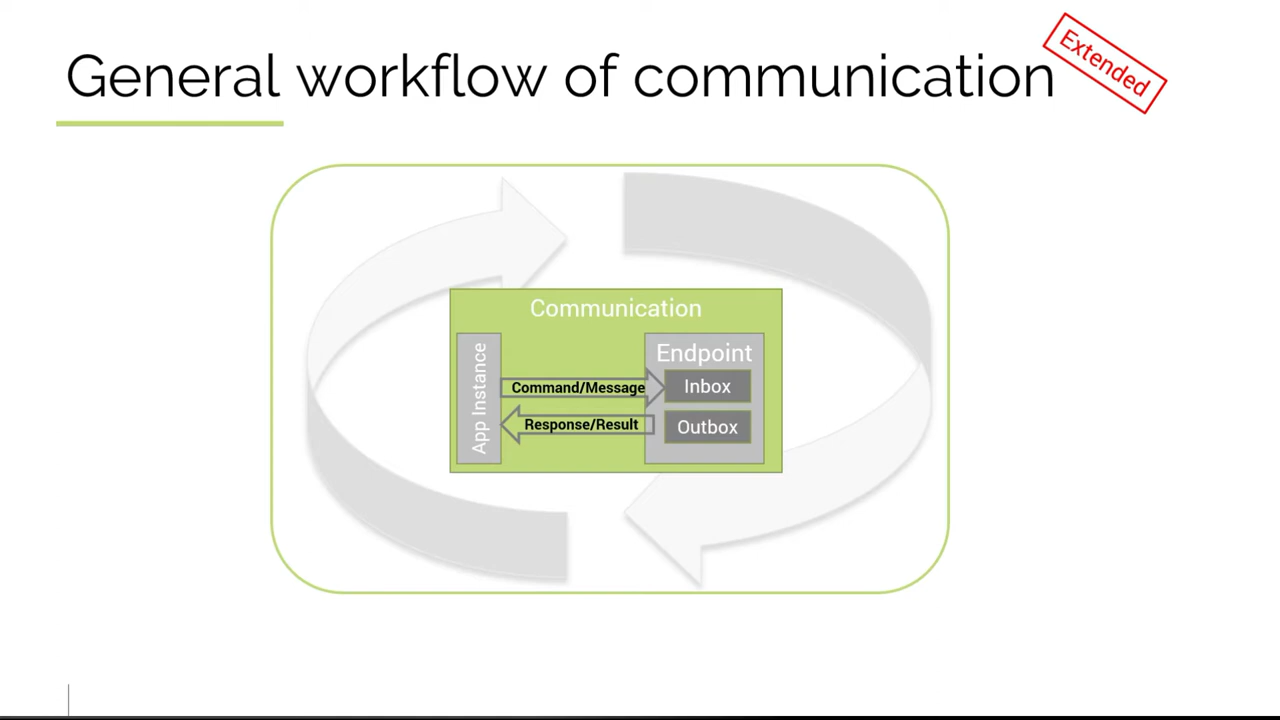 General workflow of communication
Extended
Communication
App Instance
Endpoint
Command/Message
Inbox
Response/Result
Outbox